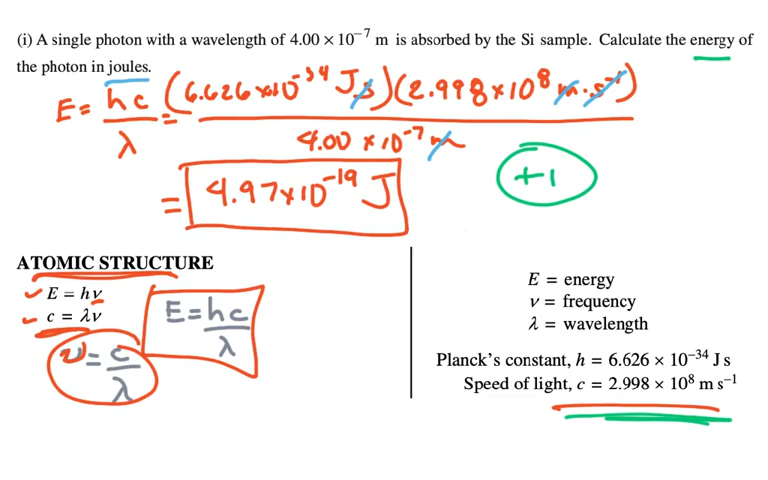 (i) A single photon with a wavelength of 4.00 × 10⁻⁷ m is absorbed by the Si sample. Calculate the energy of
the photon in joules.
E = hc/λ = (6.626×10⁻³⁴ J·s)(2.998×10⁸ m·s⁻¹)
4.00 ×10⁻⁷ m
= 4.97×10⁻¹⁹ J
+1
ATOMIC STRUCTURE
E = hν
c = λν
ν = c/λ
E = hc/λ
E = energy
ν = frequency
λ = wavelength
Planck's constant, h = 6.626 × 10⁻³⁴ J s
Speed of light, c = 2.998 × 10⁸ m s⁻¹